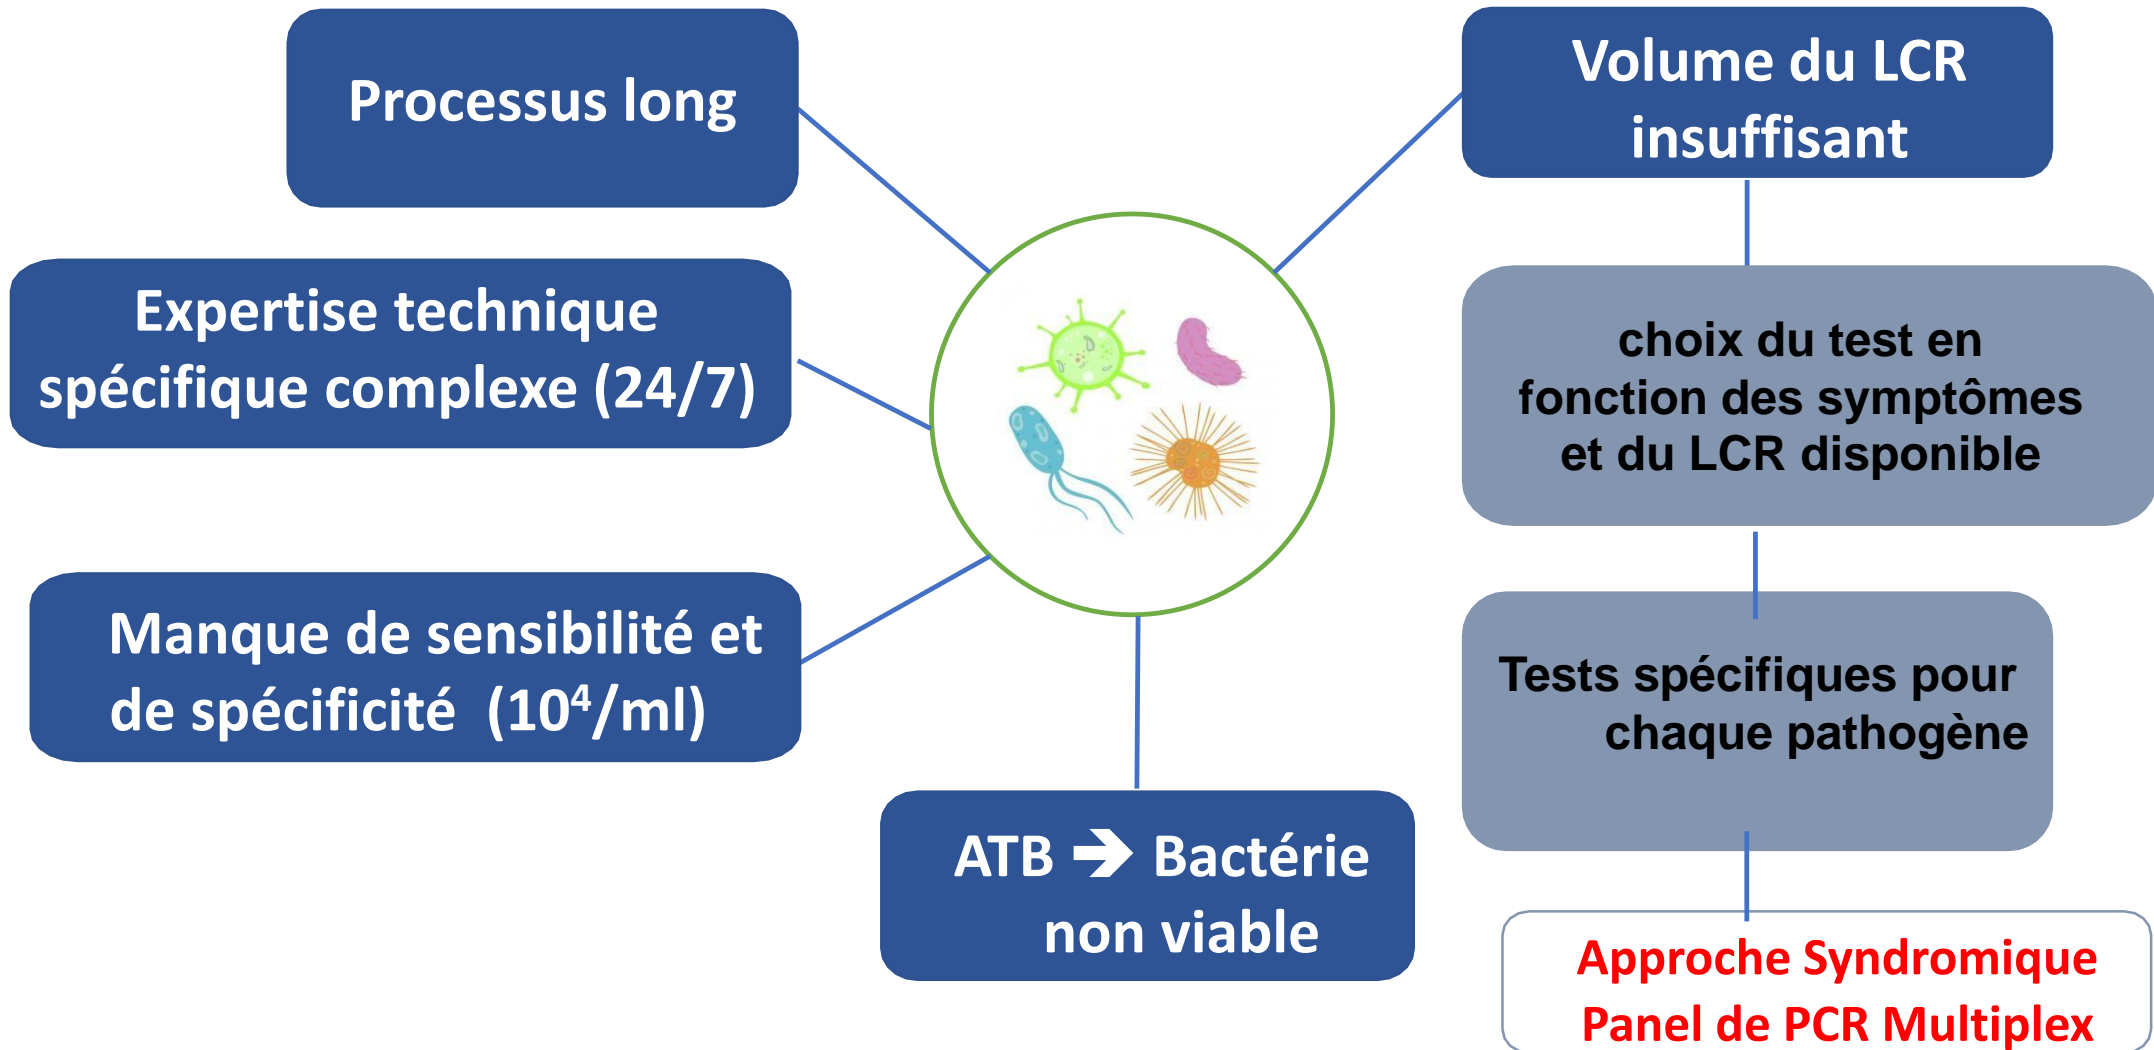 Processus long
Expertise technique
spécifique complexe (24/7)
Manque de sensibilité et
de spécificité (10⁴/ml)
ATB ➔ Bactérie
non viable
Volume du LCR
insuffisant
choix du test en
fonction des symptômes
et du LCR disponible
Tests spécifiques pour
chaque pathogène
Approche Syndromique
Panel de PCR Multiplex